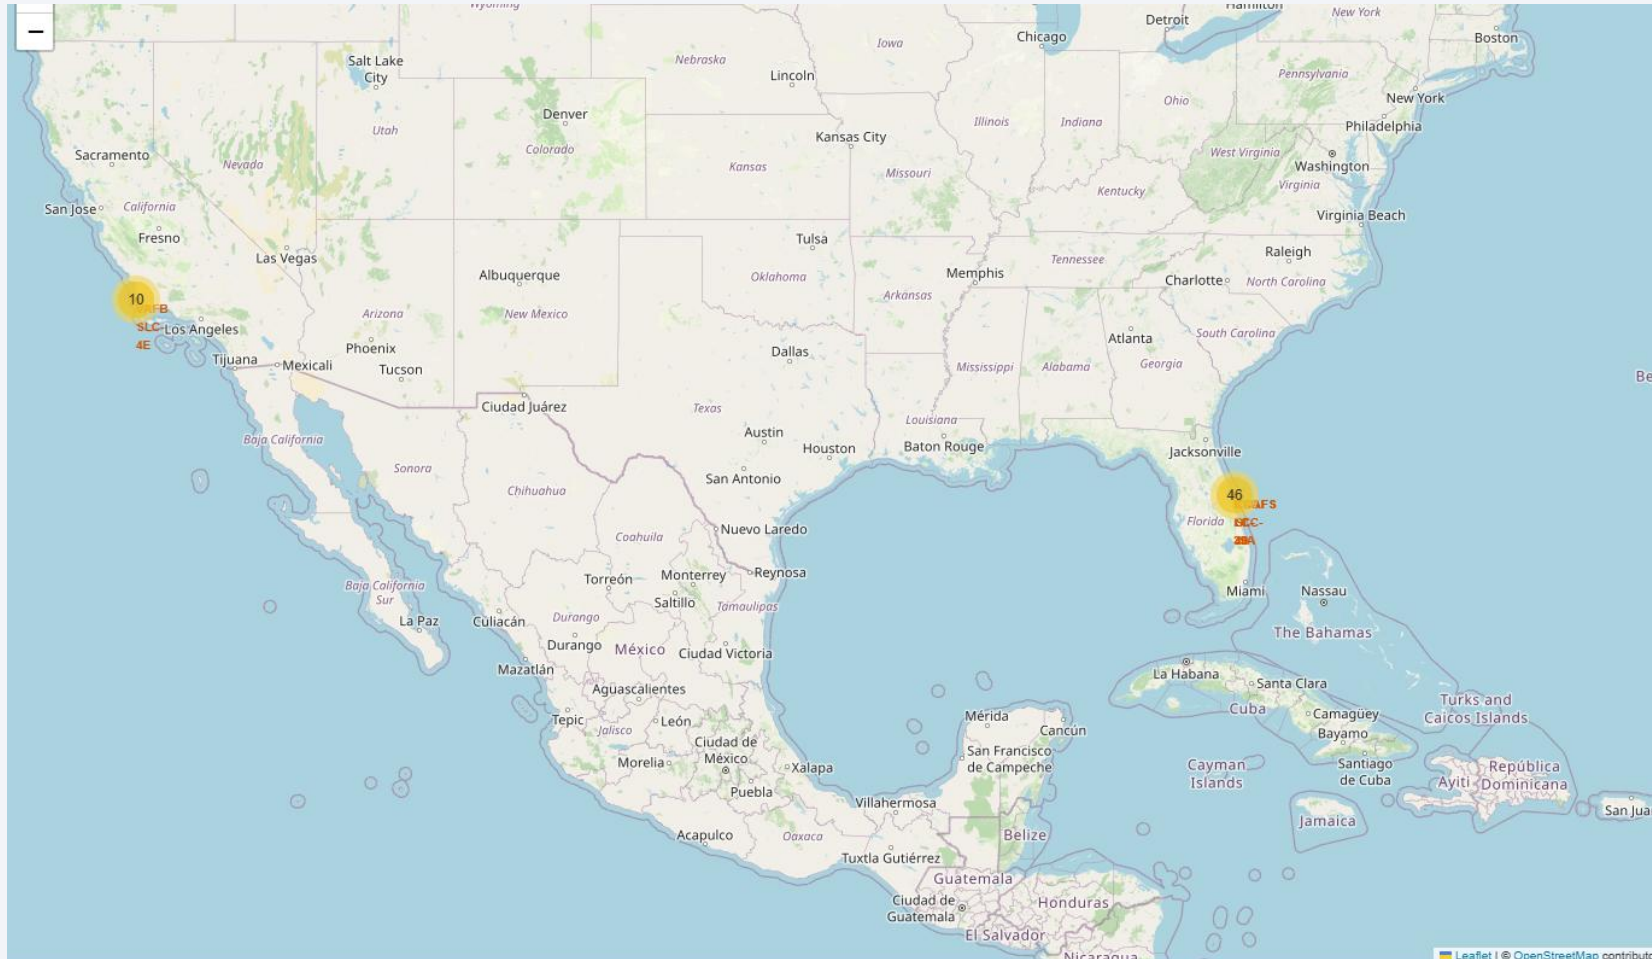 Wyoming
Hamilton
New York
−
Detroit
Chicago
Boston
Iowa
Salt Lake
City
Nebraska
Lincoln
Pennsylvania
New York
Denver
Ohio
Utah
Illinois
Indiana
Philadelphia
Kansas City
Colorado
Sacramento
Nevada
Kansas
Missouri
West Virginia
Washington
Virginia
Kentucky
San Jose
California
Virginia Beach
Fresno
Tulsa
Las Vegas
Raleigh
Tennessee
Albuquerque
Oklahoma
Memphis
Charlotte
North Carolina
10
Arkansas
Arizona
New Mexico
SLC-
Los Angeles
4E
South Carolina
Atlanta
Phoenix
Dallas
Tijuana
Mexicali
Tucson
Mississippi
Alabama
Georgia
Ciudad Juárez
Texas
Louisiana
Austin
Baja California
Houston
Baton Rouge
Jacksonville
Sonora
San Antonio
Chihuahua
46
Florida
Nuevo Laredo
Coahuila
Torreón
Monterrey
Reynosa
Baja California
Sur
Saltillo
Tamaulipas
Miami
Nassau
La Paz
Culiacán
Durango
Durango
México
Ciudad Victoria
The Bahamas
Mazatlán
La Habana
Santa Clara
Aguascalientes
Cuba
Turks and
Caicos Islands
Tepic
León
Mérida
Camagüey
Jalisco
Cancún
Bayamo
Ciudad de
México
San Francisco
de Campeche
Morelia
Xalapa
Cayman
Islands
Santiago
de Cuba
Ayiti
República
Dominicana
Puebla
Villahermosa
San Jua
Acapulco
Oaxaca
Belize
Jamaica
Tuxtla Gutiérrez
Guatemala
Ciudad de
Guatemala
Honduras
El Salvador
Nicaragua
Leaflet | © OpenStreetMap contribut